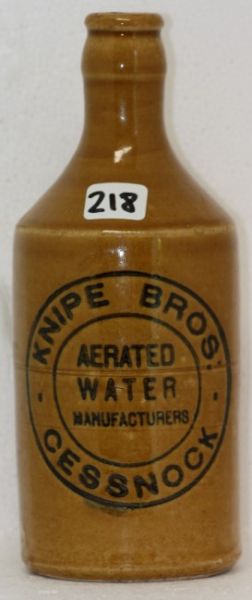 218
KNIPE BROS.
AERATED
WATER
MANUFACTURERS
CESSNOCK